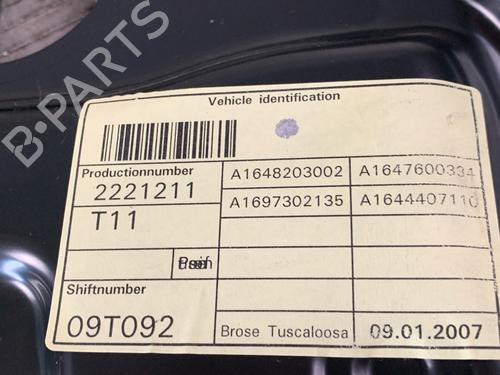 B-PARTS
Vehicle identification
Productionnumber
2221211
A1648203002
A1647600334
T11
A1697302135
A1644407110
Shiftnumber
09T092
Brose Tuscaloosa
09.01.2007